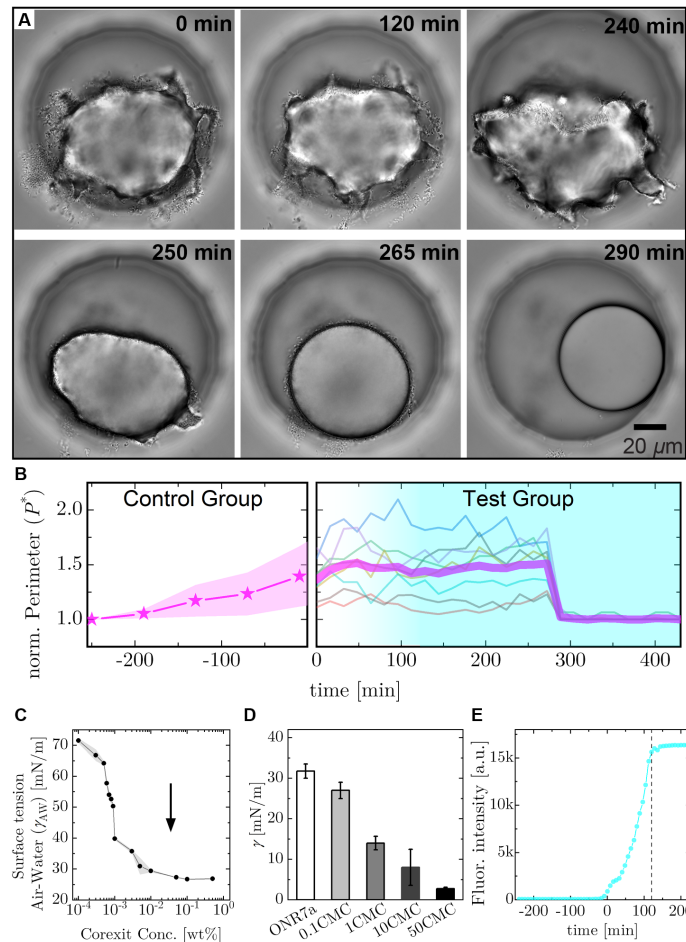 A
0 min
120 min
240 min
250 min
265 min
290 min
20 µm
B
Control Group
Test Group
norm. Perimeter (P*)
2.0
1.5
1.0
-200
-100
0
100
200
300
400
time [min]
C
D
E
Surface tension
Air-Water (γAW) [mN/m]
70
60
50
40
30
20
10⁻⁴
10⁻³
10⁻²
10⁻¹
10⁰
Corexit Conc. [wt%]
γ [mN/m]
40
30
20
10
0
ONR7a
0.1CMC
1CMC
10CMC
50CMC
Fluor. intensity [a.u.]
15k
10k
5k
0
-200
0
200
time [min]